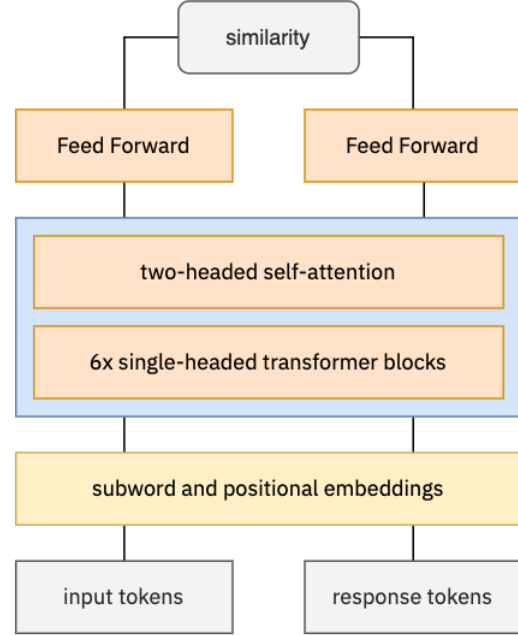 similarity
Feed Forward
Feed Forward
two-headed self-attention
6x single-headed transformer blocks
subword and positional embeddings
input tokens
response tokens